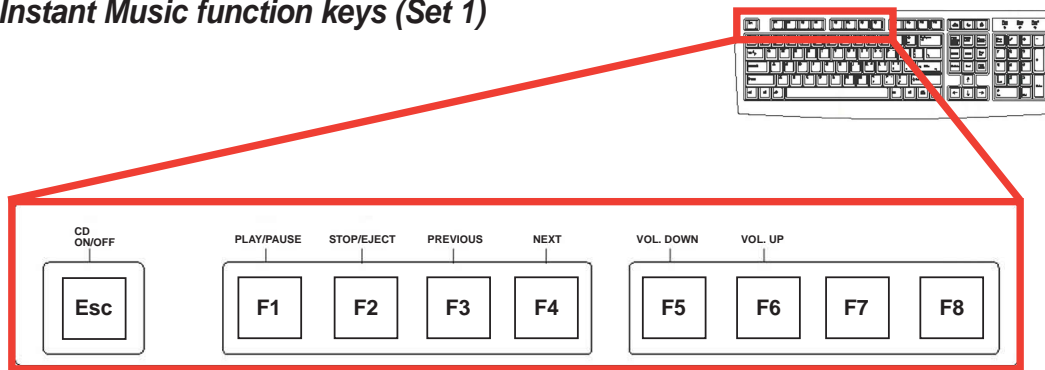 Instant Music function keys (Set 1)
CD
ON/OFF
PLAY/PAUSE STOP/EJECT PREVIOUS NEXT VOL. DOWN VOL. UP
Esc F1 F2 F3 F4 F5 F6 F7 F8